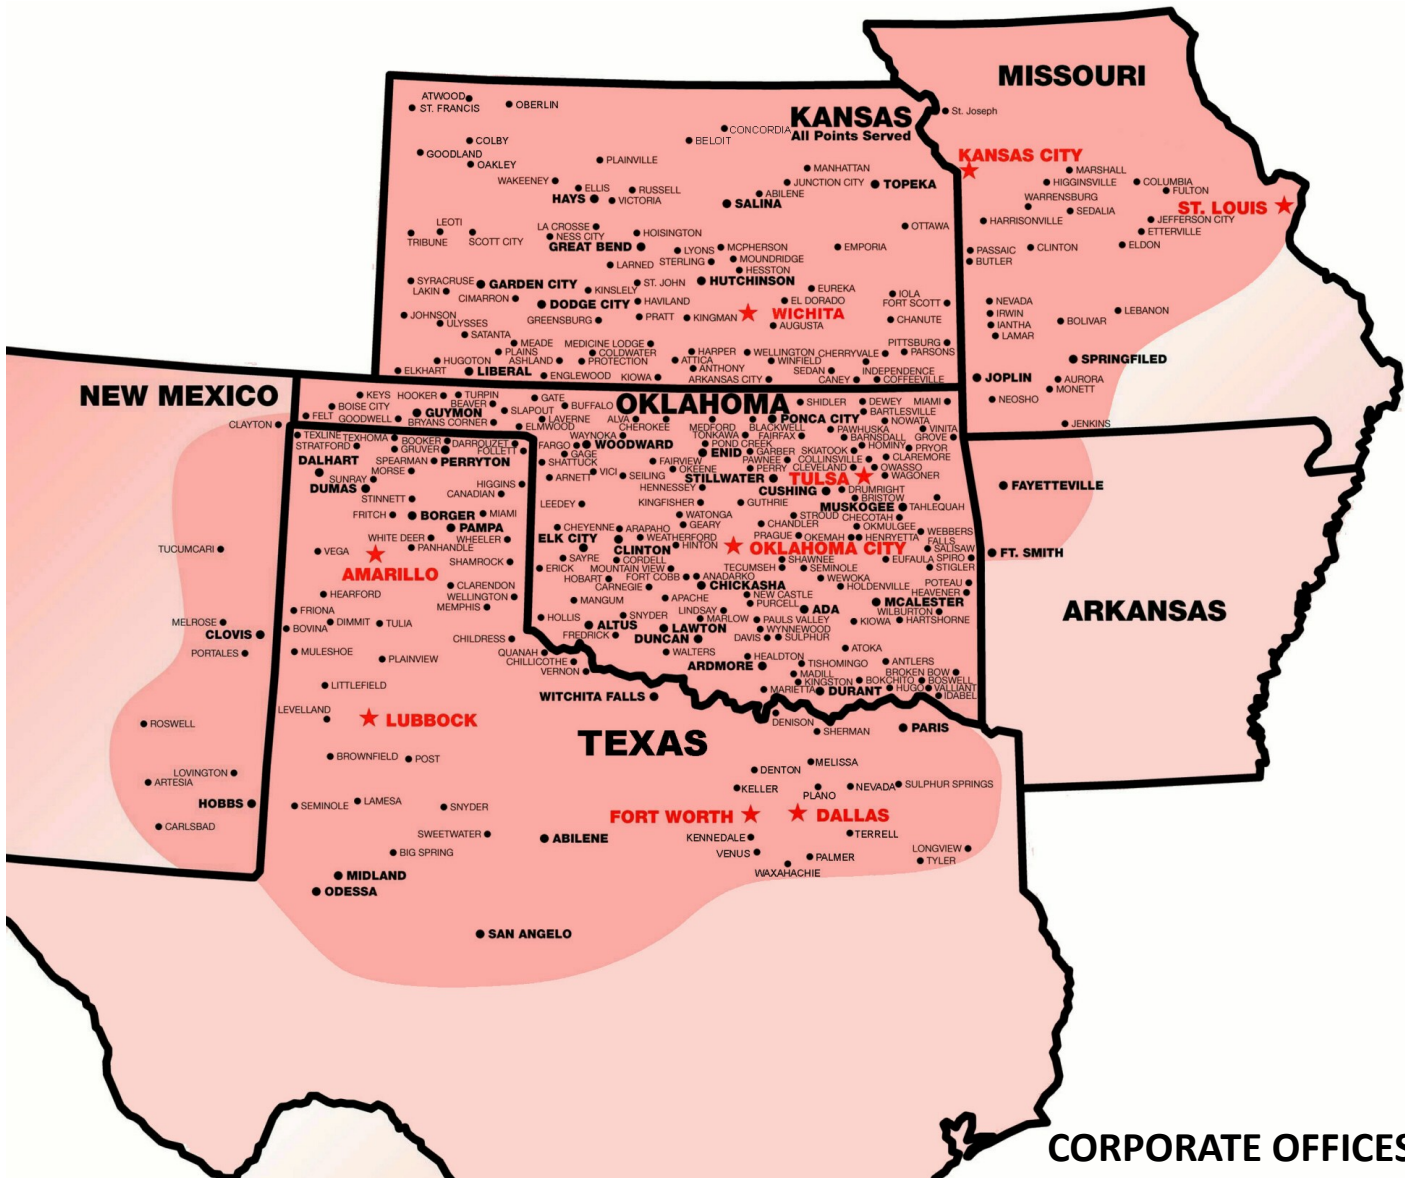 MISSOURI
ATWOOD
ST. FRANCIS
OBERLIN
KANSAS
All Points Served
St. Joseph
CONCORDIA
BELOIT
COLBY
GOODLAND
OAKLEY
PLAINVILLE
KANSAS CITY
MANHATTAN
MARSHALL
WAKEENEY
ELLIS
RUSSELL
JUNCTION CITY
TOPEKA
HIGGINSVILLE
COLUMBIA
FULTON
HAYS
VICTORIA
ABILENE
SALINA
WARRENSBURG
SEDALIA
ST. LOUIS
LEOTI
LA CROSSE
HOISINGTON
OTTAWA
HARRISONVILLE
JEFFERSON CITY
ETTERVILLE
TRIBUNE
SCOTT CITY
NESS CITY
GREAT BEND
LYONS
MCPHERSON
EMPORIA
PASSAIC
CLINTON
ELDON
STERLING
MOUNDRIDGE
BUTLER
LARNED
HESSTON
SYRACRUSE
GARDEN CITY
ST. JOHN
HUTCHINSON
LAKIN
KINSLELY
EUREKA
IOLA
CIMARRON
DODGE CITY
HAVILAND
EL DORADO
FORT SCOTT
NEVADA
JOHNSON
ULYSSES
GREENSBURG
PRATT
KINGMAN
WICHITA
AUGUSTA
CHANUTE
IRWIN
IANTHA
BOLIVAR
LEBANON
SATANTA
LAMAR
MEADE
MEDICINE LODGE
PITTSBURG
PLAINS
COLDWATER
HARPER
WELLINGTON
CHERRYVALE
PARSONS
SPRINGFILED
HUGOTON
ASHLAND
PROTECTION
ATTICA
WINFIELD
ELKHART
LIBERAL
ANTHONY
SEDAN
INDEPENDENCE
ENGLEWOOD
KIOWA
ARKANSAS CITY
CANEY
COFFEEVILLE
JOPLIN
AURORA
MONETT
NEOSHO
NEW MEXICO
KEYS
HOOKER
TURPIN
GATE
OKLAHOMA
SHIDLER
DEWEY
MIAMI
BOISE CITY
BEAVER
BUFFALO
BARTLESVILLE
FELT
GOODWELL
GUYMON
SLAPOUT
LAVERNE
ALVA
PONCA CITY
NOWATA
CLAYTON
BRYANS CORNER
ELMWOOD
CHEROKEE
MEDFORD
BLACKWELL
PAWHUSKA
VINITA
JENKINS
TEXLINE
TEXHOMA
BOOKER
DARROUZET
WAYNOKA
TONKAWA
FAIRFAX
BARNSDALL
GROVE
STRATFORD
GRUVER
FOLLETT
FARGO
WOODWARD
POND CREEK
HOMINY
PRYOR
DALHART
SPEARMAN
PERRYTON
GAGE
ENID
GARBER
SKIATOOK
CLAREMORE
SHATTUCK
FAIRVIEW
PAWNEE
COLLINSVILLE
MORSE
VICI
OKEENE
PERRY
CLEVELAND
OWASSO
SUNRAY
ARNETT
SEILING
STILLWATER
TULSA
WAGONER
DUMAS
HIGGINS
HENNESSEY
CUSHING
DRUMRIGHT
FAYETTEVILLE
STINNETT
CANADIAN
LEEDEY
KINGFISHER
GUTHRIE
BRISTOW
MUSKOGEE
TAHLEQUAH
FRITCH
BORGER
MIAMI
WATONGA
STROUD
CHECOTAH
PAMPA
CHEYENNE
ARAPAHO
GEARY
CHANDLER
OKMULGEE
WEBBERS
FALLS
WHITE DEER
WHEELER
ELK CITY
WEATHERFORD
PRAGUE
OKEMAH
HENRYETTA
TUCUMCARI
VEGA
PANHANDLE
CLINTON
HINTON
OKLAHOMA CITY
SALISAW
FT. SMITH
SHAMROCK
SAYRE
CORDELL
SHAWNEE
EUFAULA
SPIRO
AMARILLO
ERICK
MOUNTAIN VIEW
TECUMSEH
SEMINOLE
STIGLER
HOBART
FORT COBB
ANADARKO
WEWOKA
POTEAU
CLARENDON
CARNEGIE
CHICKASHA
HOLDENVILLE
HEAVENER
HEARFORD
WELLINGTON
MANGUM
APACHE
NEW CASTLE
MCALESTER
FRIONA
MEMPHIS
PURCELL
ADA
WILBURTON
ARKANSAS
HOLLIS
SNYDER
LINDSAY
MARLOW
PAULS VALLEY
KIOWA
HARTSHORNE
MELROSE
BOVINA
DIMMIT
TULIA
ALTUS
LAWTON
WYNNEWOOD
CLOVIS
CHILDRESS
FREDRICK
DUNCAN
DAVIS
SULPHUR
PORTALES
MULESHOE
PLAINVIEW
QUANAH
WALTERS
HEALDTON
ATOKA
CHILLICOTHE
ARDMORE
TISHOMINGO
ANTLERS
VERNON
MADILL
BROKEN BOW
LITTLEFIELD
KINGSTON
BOKCHITO
BOSWELL
WITCHITA FALLS
MARIETTA
DURANT
HUGO
VALLIANT
IDABEL
LEVELLAND
ROSWELL
LUBBOCK
DENISON
SHERMAN
PARIS
TEXAS
BROWNFIELD
POST
MELISSA
LOVINGTON
DENTON
ARTESIA
KELLER
PLANO
NEVADA
SULPHUR SPRINGS
HOBBS
SEMINOLE
LAMESA
SNYDER
FORT WORTH
DALLAS
CARLSBAD
SWEETWATER
ABILENE
KENNEDALE
TERRELL
BIG SPRING
VENUS
PALMER
LONGVIEW
TYLER
MIDLAND
WAXAHACHIE
ODESSA
SAN ANGELO
CORPORATE OFFICES